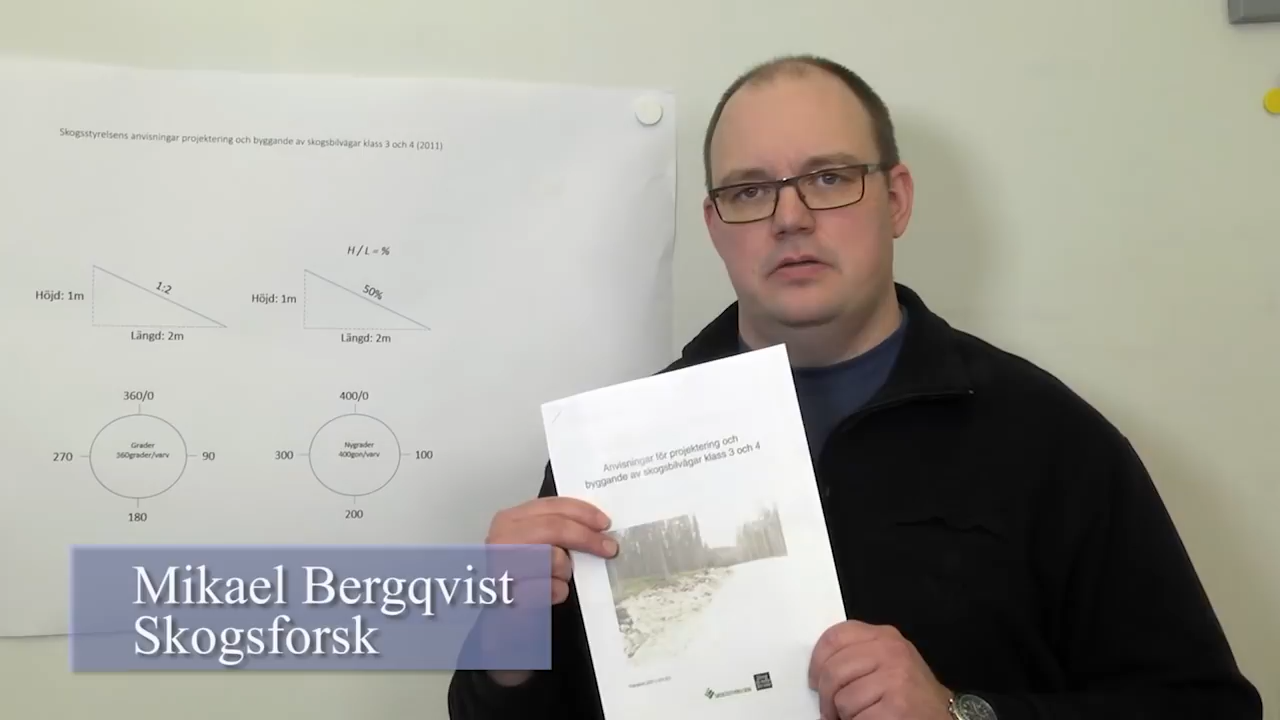 Skogsstyrelsens anvisningar projektering och byggande av skogsbilvägar klass 3 och 4 (2011)
H / L = %
Höjd: 1m
1:2
Längd: 2m
Höjd: 1m
50%
Längd: 2m
360/0
270
Grader
360grader/varv
90
180
400/0
300
Nygrader
400gon/varv
100
200
Anvisningar för projektering och
byggande av skogsbilvägar klass 3 och 4
Mikael Bergqvist
Skogsforsk